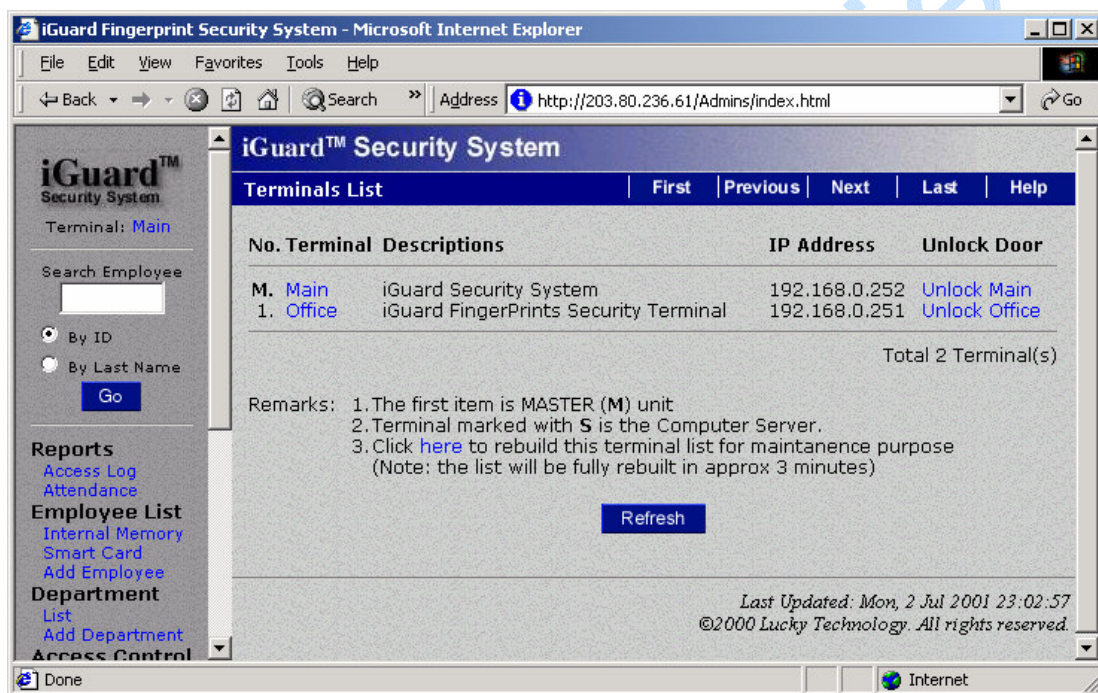 iGuard Fingerprint Security System - Microsoft Internet Explorer
File Edit View Favorites Tools Help
Back Search » Address http://203.80.236.61/Admins/index.html Go
iGuard™
Security System
Terminal: Main
Search Employee
By ID
By Last Name
Go
Reports
Access Log
Attendance
Employee List
Internal Memory
Smart Card
Add Employee
Department
List
Add Department
Access Control
iGuard™ Security System
Terminals List First Previous Next Last Help
No. Terminal Descriptions IP Address Unlock Door
M. Main iGuard Security System 192.168.0.252 Unlock Main
1. Office iGuard FingerPrints Security Terminal 192.168.0.251 Unlock Office
Total 2 Terminal(s)
Remarks: 1. The first item is MASTER (M) unit
2. Terminal marked with S is the Computer Server.
3. Click here to rebuild this terminal list for maintanence purpose
(Note: the list will be fully rebuilt in approx 3 minutes)
Refresh
Last Updated: Mon, 2 Jul 2001 23:02:57
©2000 Lucky Technology. All rights reserved.
Done Internet